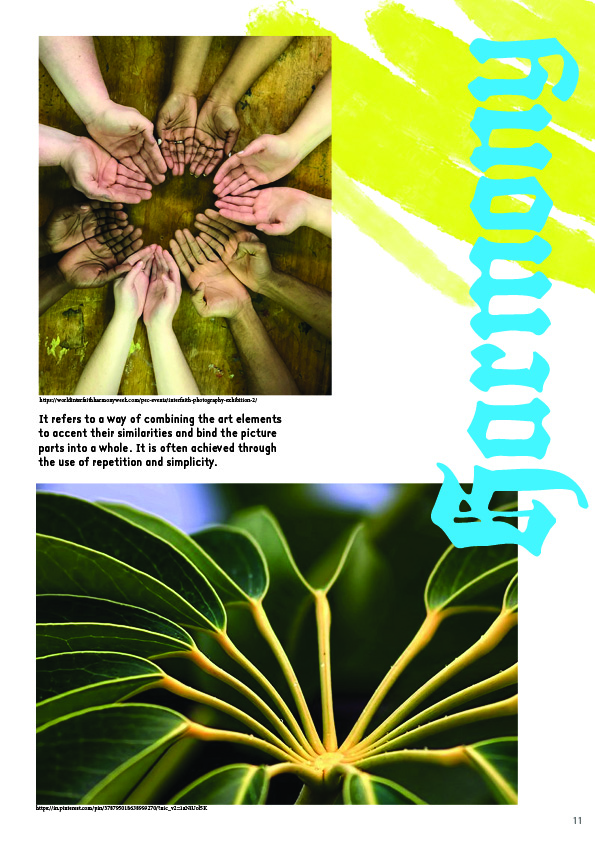 Harmony
https://worldinterfaithharmonyweek.com/psc-events/interfaith-photography-exhibition-2/
It refers to a way of combining the art elements
to accent their similarities and bind the picture
parts into a whole. It is often achieved through
the use of repetition and simplicity.
11